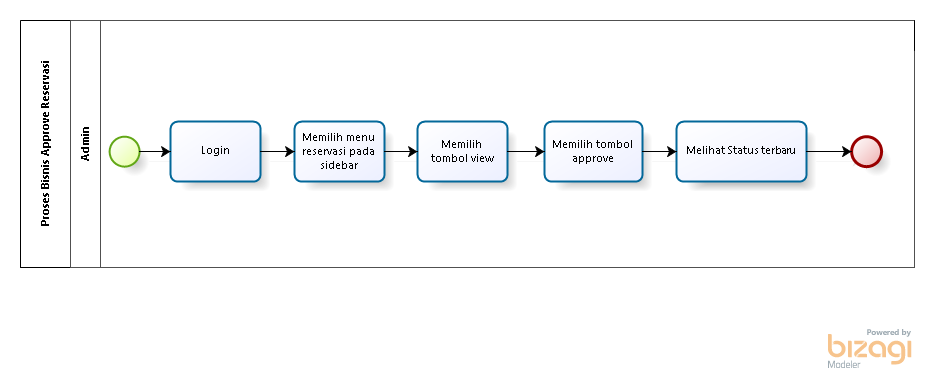 Proses Bisnis Approve Reservasi
Admin
Login
Memilih menu
reservasi pada
sidebar
Memilih
tombol view
Memilih tombol
approve
Melihat Status terbaru
Powered by
bizagi
Modeler